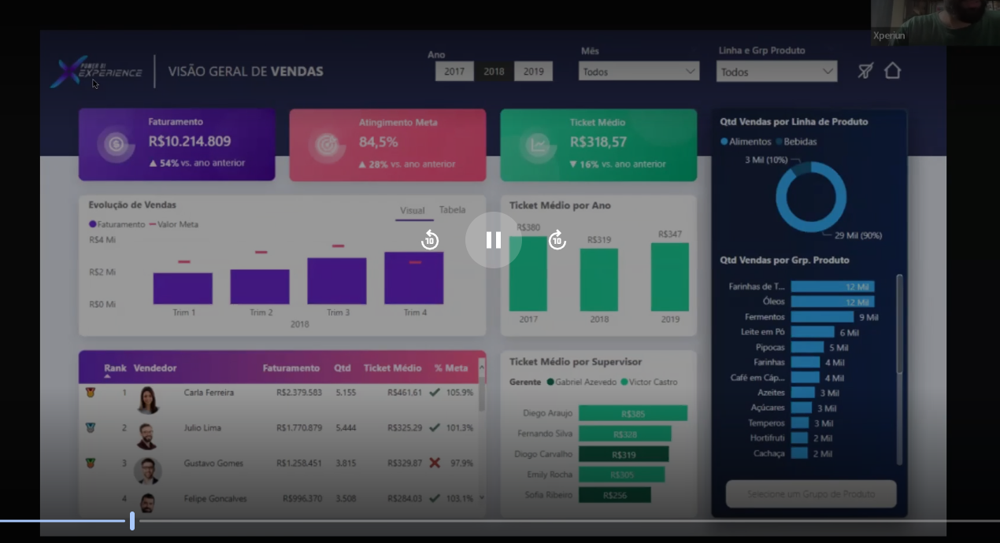 Xperiun
POWER BI
EXPERIENCE
VISÃO GERAL DE VENDAS
Ano
2017 2018 2019
Mês
Todos
Linha e Grp Produto
Todos
Faturamento
R$10.214.809
▲ 54% vs. ano anterior
Atingimento Meta
84,5%
▲ 28% vs. ano anterior
Ticket Médio
R$318,57
▼ 16% vs. ano anterior
Qtd Vendas por Linha de Produto
Alimentos Bebidas
3 Mil (10%)
29 Mil (90%)
Evolução de Vendas
Visual Tabela
Faturamento Valor Meta
R$4 Mi
R$2 Mi
R$0 Mi
Trim 1 Trim 2 Trim 3 Trim 4
2018
10
10
Ticket Médio por Ano
R$380 R$319 R$347
2017 2018 2019
Qtd Vendas por Grp. Produto
Farinhas de T... 12 Mil
Óleos 12 Mil
Fermentos 9 Mil
Leite em Pó 6 Mil
Pipocas 5 Mil
Farinhas 4 Mil
Café em Cáp... 4 Mil
Azeites 3 Mil
Açúcares 3 Mil
Temperos 3 Mil
Hortifruti 2 Mil
Cachaça 2 Mil
Selecione um Grupo de Produto
Rank Vendedor Faturamento Qtd Ticket Médio % Meta
1 Carla Ferreira R$2.379.583 5.155 R$461,61 105,9%
2 Julio Lima R$1.770.879 5.444 R$325,29 101,3%
3 Gustavo Gomes R$1.258.451 3.815 R$329,87 97,9%
4 Felipe Goncalves R$996.370 3.508 R$284,03 103,1%
Ticket Médio por Supervisor
Gerente Gabriel Azevedo Victor Castro
Diego Araujo R$385
Fernando Silva R$328
Diogo Carvalho R$319
Emily Rocha R$305
Sofia Ribeiro R$256